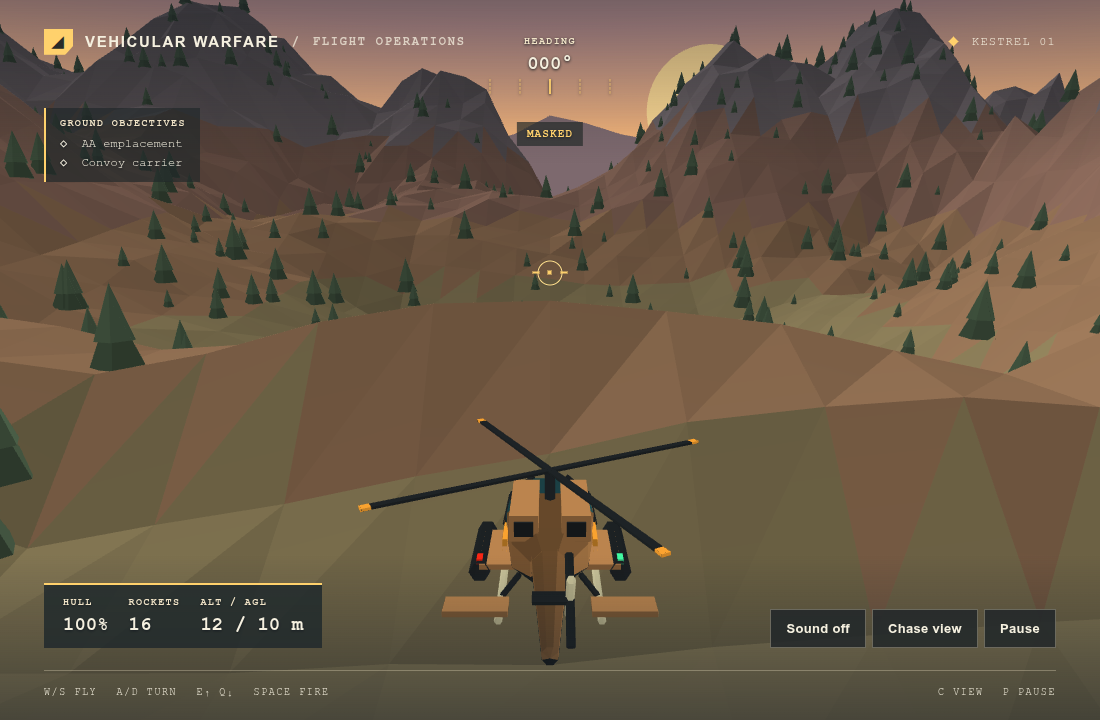 VEHICULAR WARFARE / FLIGHT OPERATIONS
HEADING
000°
KESTREL 01
MASKED
GROUND OBJECTIVES
AA emplacement
Convoy carrier
HULL ROCKETS ALT / AGL
100% 16 12 / 10 m
Sound off Chase view Pause
W/S FLY A/D TURN E↑ Q↓ SPACE FIRE
C VIEW P PAUSE